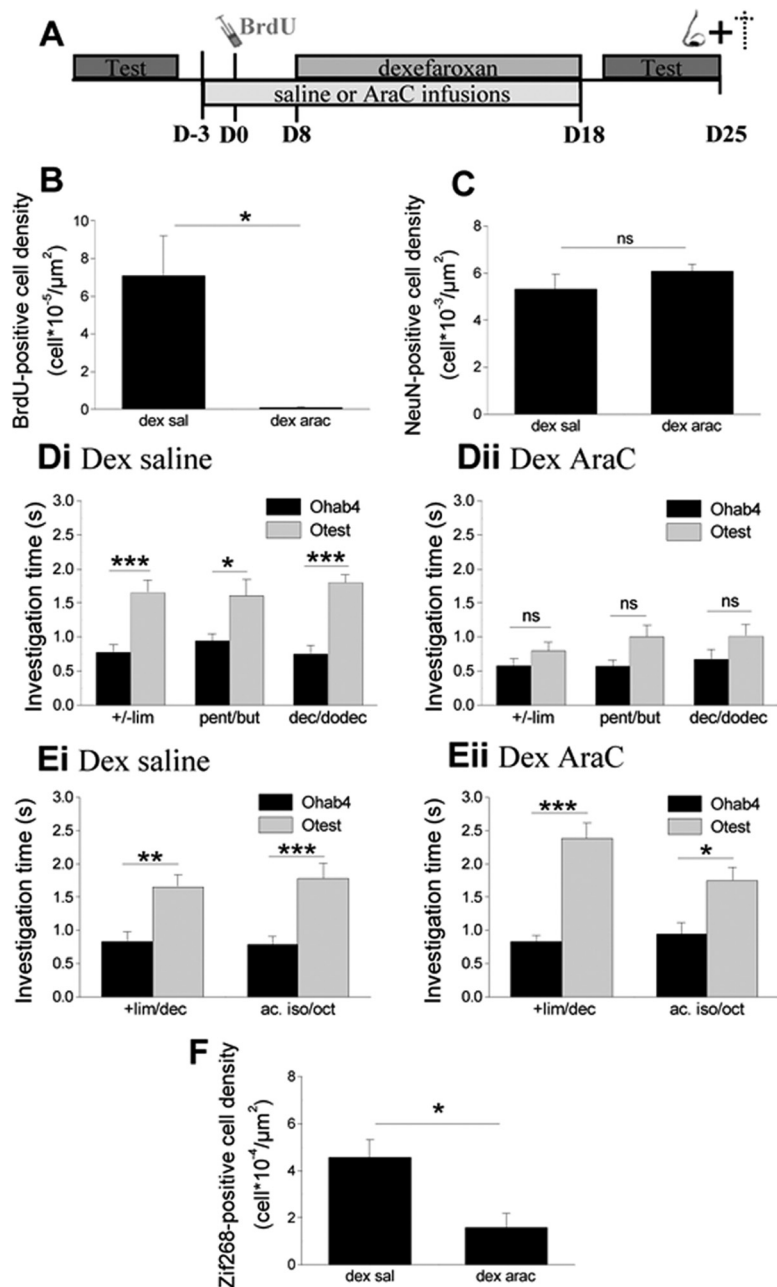 A
BrdU
Test
dexefaroxan
Test
saline or AraC infusions
D-3
D0
D8
D18
D25
B
BrdU-positive cell density
(cell*10-5/µm2)
10
8
6
4
2
0
*
dex sal
dex arac
C
NeuN-positive cell density
(cell*10-3/µm2)
8
6
4
2
0
ns
dex sal
dex arac
Di Dex saline
Investigation time (s)
3.0
2.5
2.0
1.5
1.0
0.5
0.0
Ohab4
Otest
***
*
***
+/-lim
pent/but
dec/dodec
Dii Dex AraC
Investigation time (s)
3.0
2.5
2.0
1.5
1.0
0.5
0.0
Ohab4
Otest
ns
ns
ns
+/-lim
pent/but
dec/dodec
Ei Dex saline
Investigation time (s)
3.0
2.5
2.0
1.5
1.0
0.5
0.0
Ohab4
Otest
**
***
+lim/dec
ac. iso/oct
Eii Dex AraC
Investigation time (s)
3.0
2.5
2.0
1.5
1.0
0.5
0.0
Ohab4
Otest
***
*
+lim/dec
ac. iso/oct
F
Zif268-positive cell density
(cell*10-4/µm2)
8
6
4
2
0
*
dex sal
dex arac